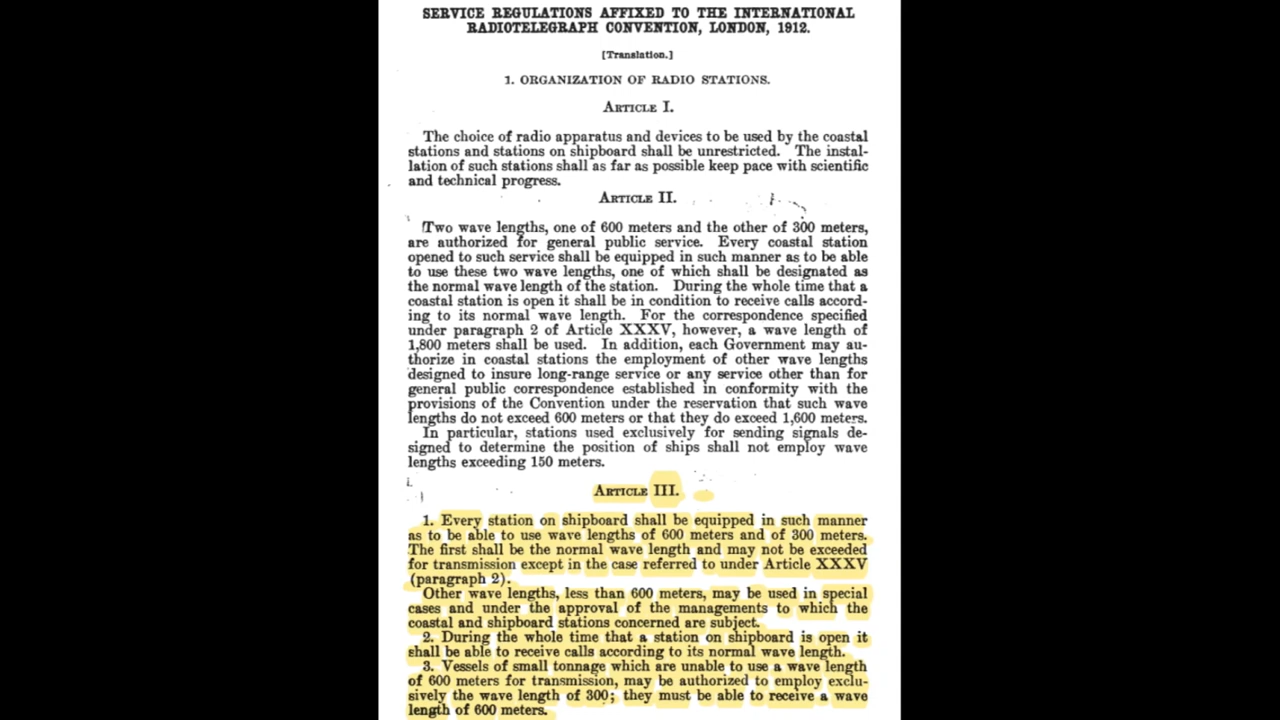 SERVICE REGULATIONS AFFIXED TO THE INTERNATIONAL
RADIOTELEGRAPH CONVENTION, LONDON, 1912.
[Translation.]
1. ORGANIZATION OF RADIO STATIONS.
ARTICLE I.
The choice of radio apparatus and devices to be used by the coastal
stations and stations on shipboard shall be unrestricted. The instal-
lation of such stations shall as far as possible keep pace with scientific
and technical progress.
ARTICLE II.
Two wave lengths, one of 600 meters and the other of 300 meters,
are authorized for general public service. Every coastal station
opened to such service shall be equipped in such manner as to be able
to use these two wave lengths, one of which shall be designated as
the normal wave length of the station. During the whole time that a
coastal station is open it shall be in condition to receive calls accord-
ing to its normal wave length. For the correspondence specified
under paragraph 2 of Article XXXV, however, a wave length of
1,800 meters shall be used. In addition, each Government may au-
thorize in coastal stations the employment of other wave lengths
designed to insure long-range service or any service other than for
general public correspondence established in conformity with the
provisions of the Convention under the reservation that such wave
lengths do not exceed 600 meters or that they do exceed 1,600 meters.
In particular, stations used exclusively for sending signals de-
signed to determine the position of ships shall not employ wave
lengths exceeding 150 meters.
ARTICLE III.
1. Every station on shipboard shall be equipped in such manner
as to be able to use wave lengths of 600 meters and of 300 meters.
The first shall be the normal wave length and may not be exceeded
for transmission except in the case referred to under Article XXXV
(paragraph 2).
Other wave lengths, less than 600 meters, may be used in special
cases and under the approval of the managements to which the
coastal and shipboard stations concerned are subject.
2. During the whole time that a station on shipboard is open it
shall be able to receive calls according to its normal wave length.
3. Vessels of small tonnage which are unable to use a wave length
of 600 meters for transmission, may be authorized to employ exclu-
sively the wave length of 300; they must be able to receive a wave
length of 600 meters.